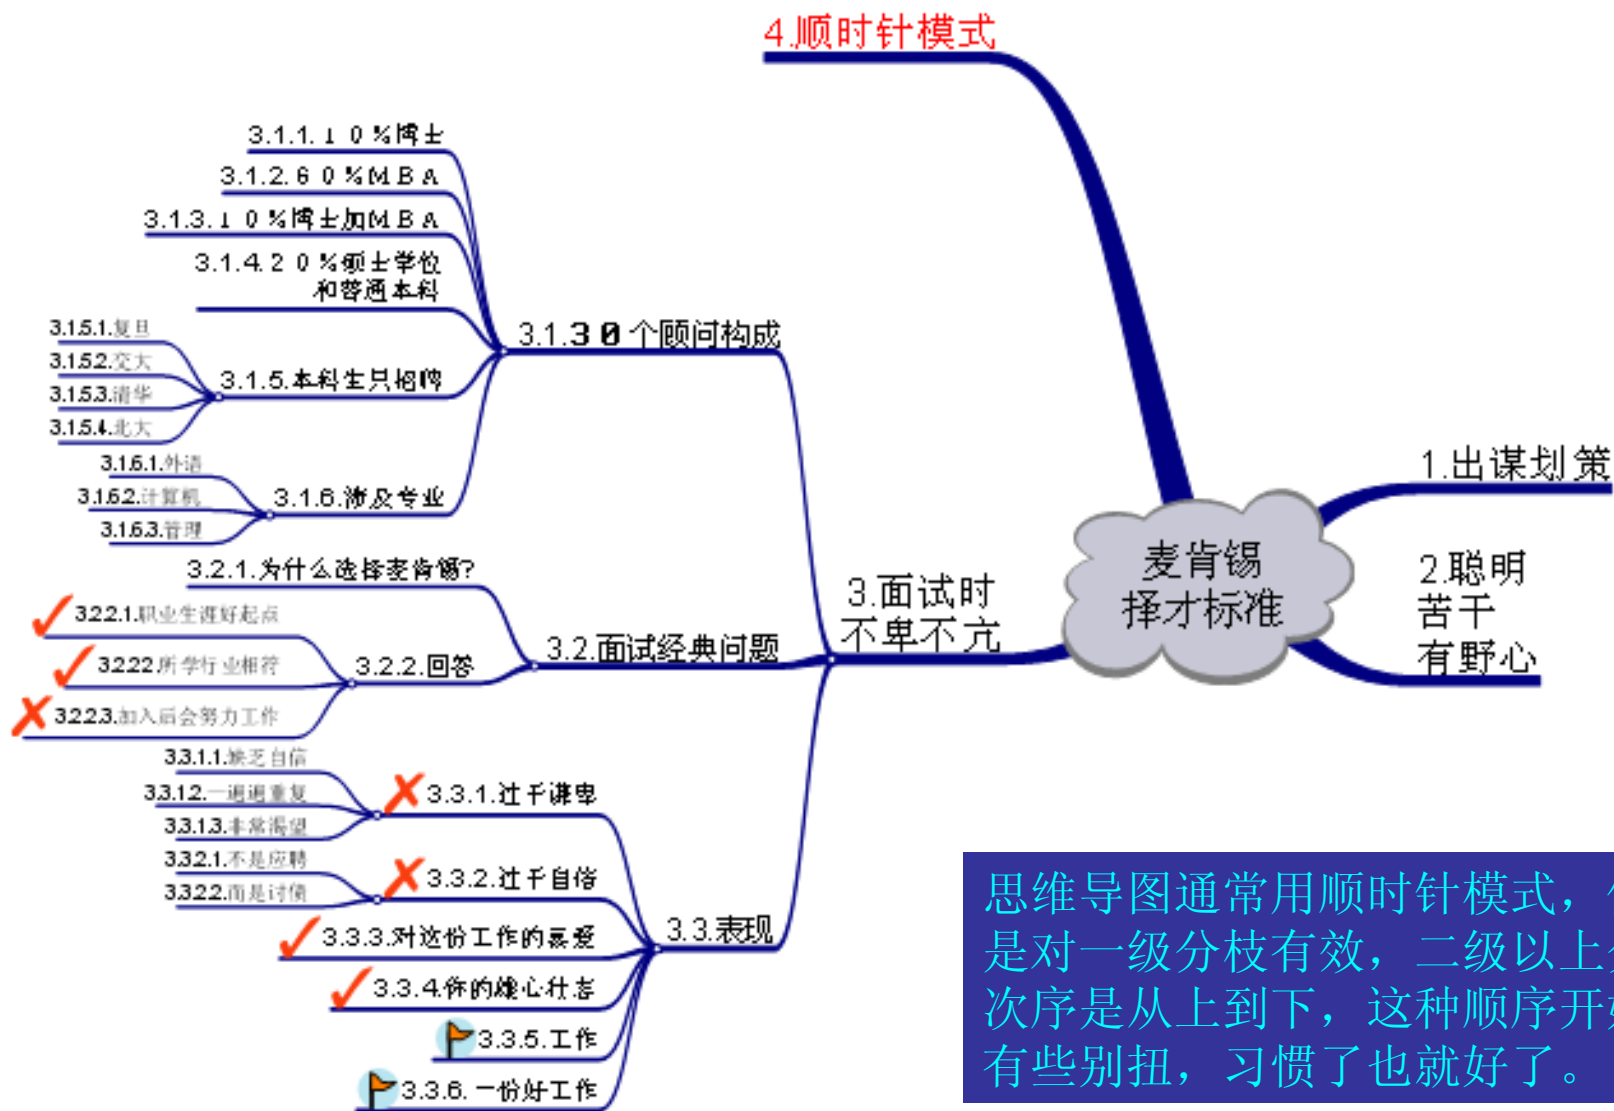 4.顺时针模式
3.1.1.10%博士
3.1.2.60%MBA
3.1.3.10%博士加MBA
3.1.4.20%硕士学位
和普通本科
3.1.30个顾问构成
3.1.5.1.复旦
3.1.5.2.交大
3.1.5.3.清华
3.1.5.4.北大
3.1.5.本科生只招聘
3.1.6.1.外语
3.1.6.2.计算机
3.1.6.3.管理
3.1.6.涉及专业
1.出谋划策
麦肯锡
择才标准
2.聪明
苦干
有野心
3.面试时
不卑不亢
3.2.1.为什么选择麦肯锡?
3.2.面试经典问题
3.2.2.1.职业生涯好起点
3.2.2.2.所学行业相符
3.2.2.3.加入后会努力工作
3.2.2.回答
3.3.1.1.缺乏自信
3.3.1.2.一遍遍重复
3.3.1.3.非常渴望
3.3.1.过于谦卑
3.3.2.1.不是应聘
3.3.2.2.而是讨债
3.3.2.过于自信
3.3.表现
3.3.3.对这份工作的喜爱
3.3.4.你的雄心壮志
3.3.5.工作
3.3.6.一份好工作
思维导图通常用顺时针模式，
是对一级分枝有效，二级以上
次序是从上到下，这种顺序开
有些别扭，习惯了也就好了。